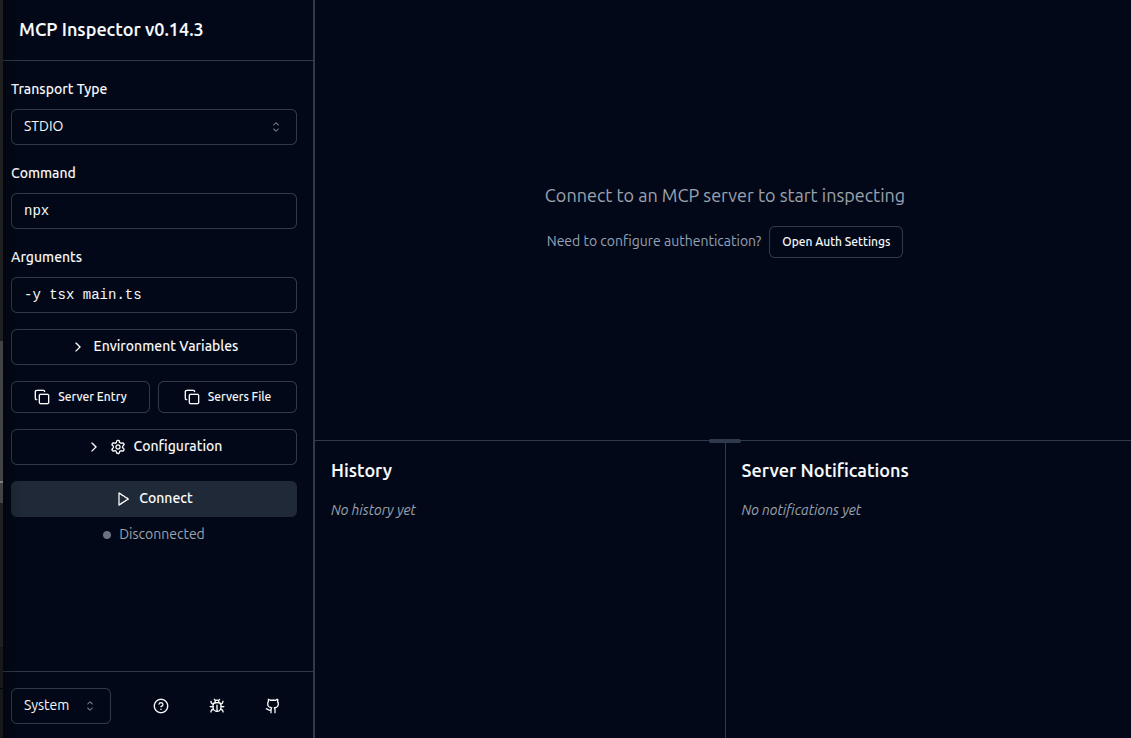 MCP Inspector v0.14.3
Transport Type
STDIO
Command
npx
Arguments
-y tsx main.ts
Environment Variables
Server Entry
Servers File
Configuration
Connect
Disconnected
System
Connect to an MCP server to start inspecting
Need to configure authentication? Open Auth Settings
History
No history yet
Server Notifications
No notifications yet